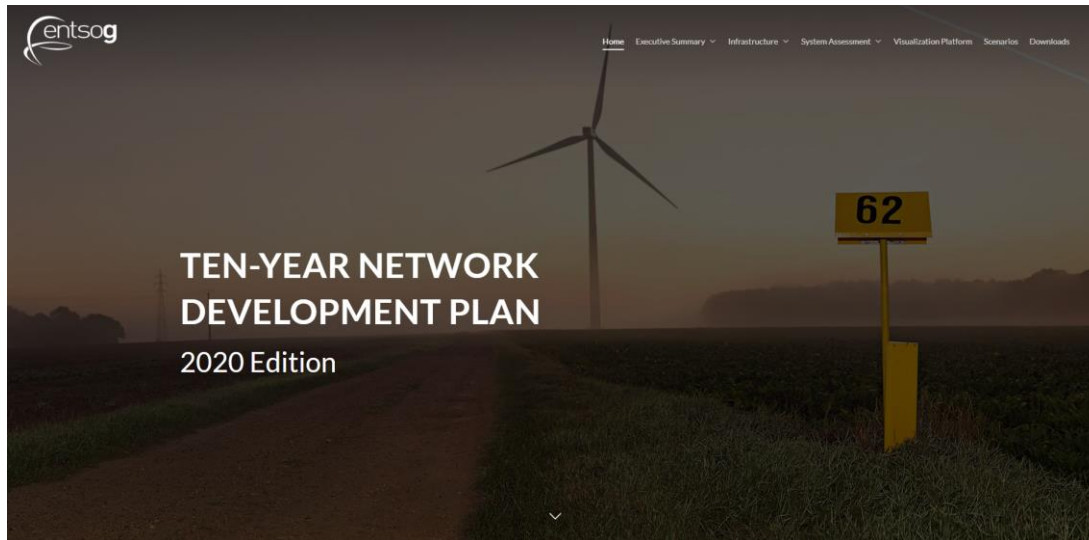 entsog
Home Executive Summary Infrastructure System Assessment Visualization Platform Scenarios Downloads
62
TEN-YEAR NETWORK
DEVELOPMENT PLAN
2020 Edition